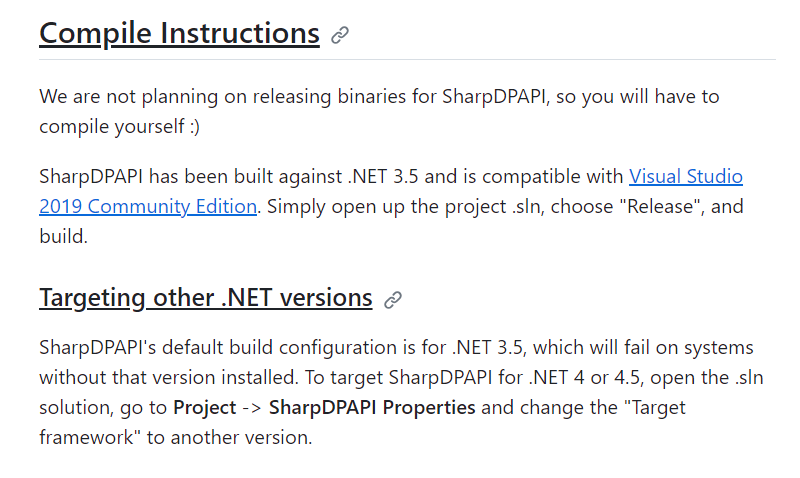 Compile Instructions
We are not planning on releasing binaries for SharpDPAPI, so you will have to
compile yourself :)
SharpDPAPI has been built against .NET 3.5 and is compatible with Visual Studio
2019 Community Edition. Simply open up the project .sln, choose "Release", and
build.
Targeting other .NET versions
SharpDPAPI's default build configuration is for .NET 3.5, which will fail on systems
without that version installed. To target SharpDPAPI for .NET 4 or 4.5, open the .sln
solution, go to Project -> SharpDPAPI Properties and change the "Target
framework" to another version.